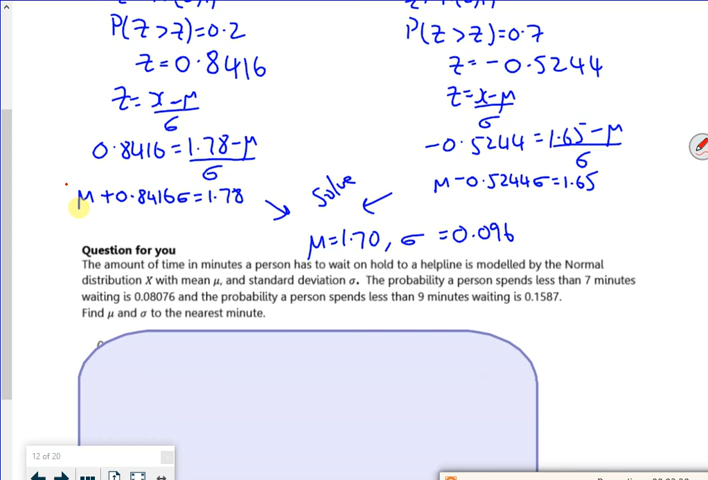 P(Z>z)=0.2
z=0.8416
z=x-μ/σ
0.8416=1.78-μ/σ
μ+0.8416σ=1.78
P(Z>z)=0.7
z=-0.5244
z=x-μ/σ
-0.5244=1.65-μ/σ
μ-0.5244σ=1.65
Solve
μ=1.70, σ=0.096
Question for you
The amount of time in minutes a person has to wait on hold to a helpline is modelled by the Normal
distribution X with mean μ, and standard deviation σ. The probability a person spends less than 7 minutes
waiting is 0.08076 and the probability a person spends less than 9 minutes waiting is 0.1587.
Find μ and σ to the nearest minute.
12 of 20